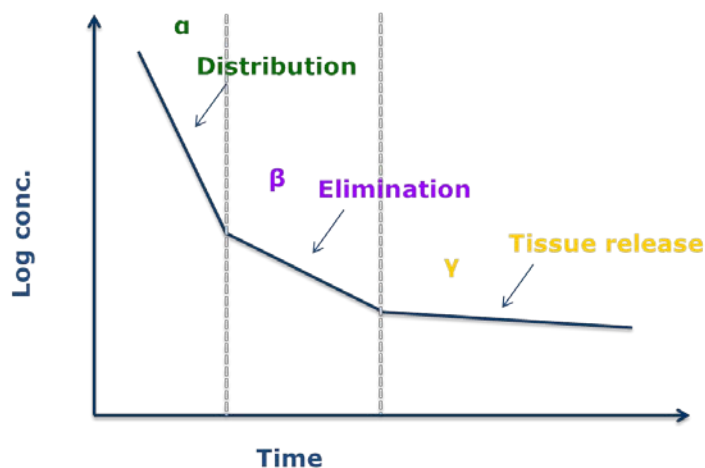 α
Distribution
β
Elimination
γ
Tissue release
Log conc.
Time